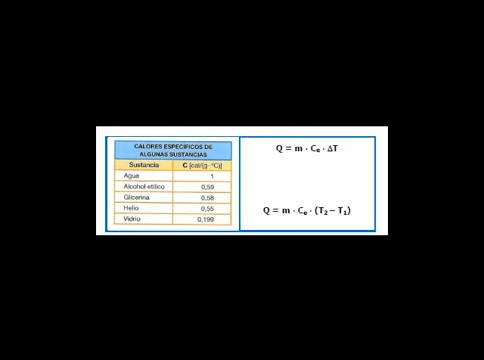 CALORES ESPECÍFICOS DE
ALGUNAS SUSTANCIAS
Sustancia C [cal/(g · ºC)]
Agua 1
Alcohol etílico 0,59
Glicerina 0,58
Helio 0,55
Vidrio 0,199
Q = m · Cₑ · ΔT
Q = m · Cₑ · (T₂ – T₁)